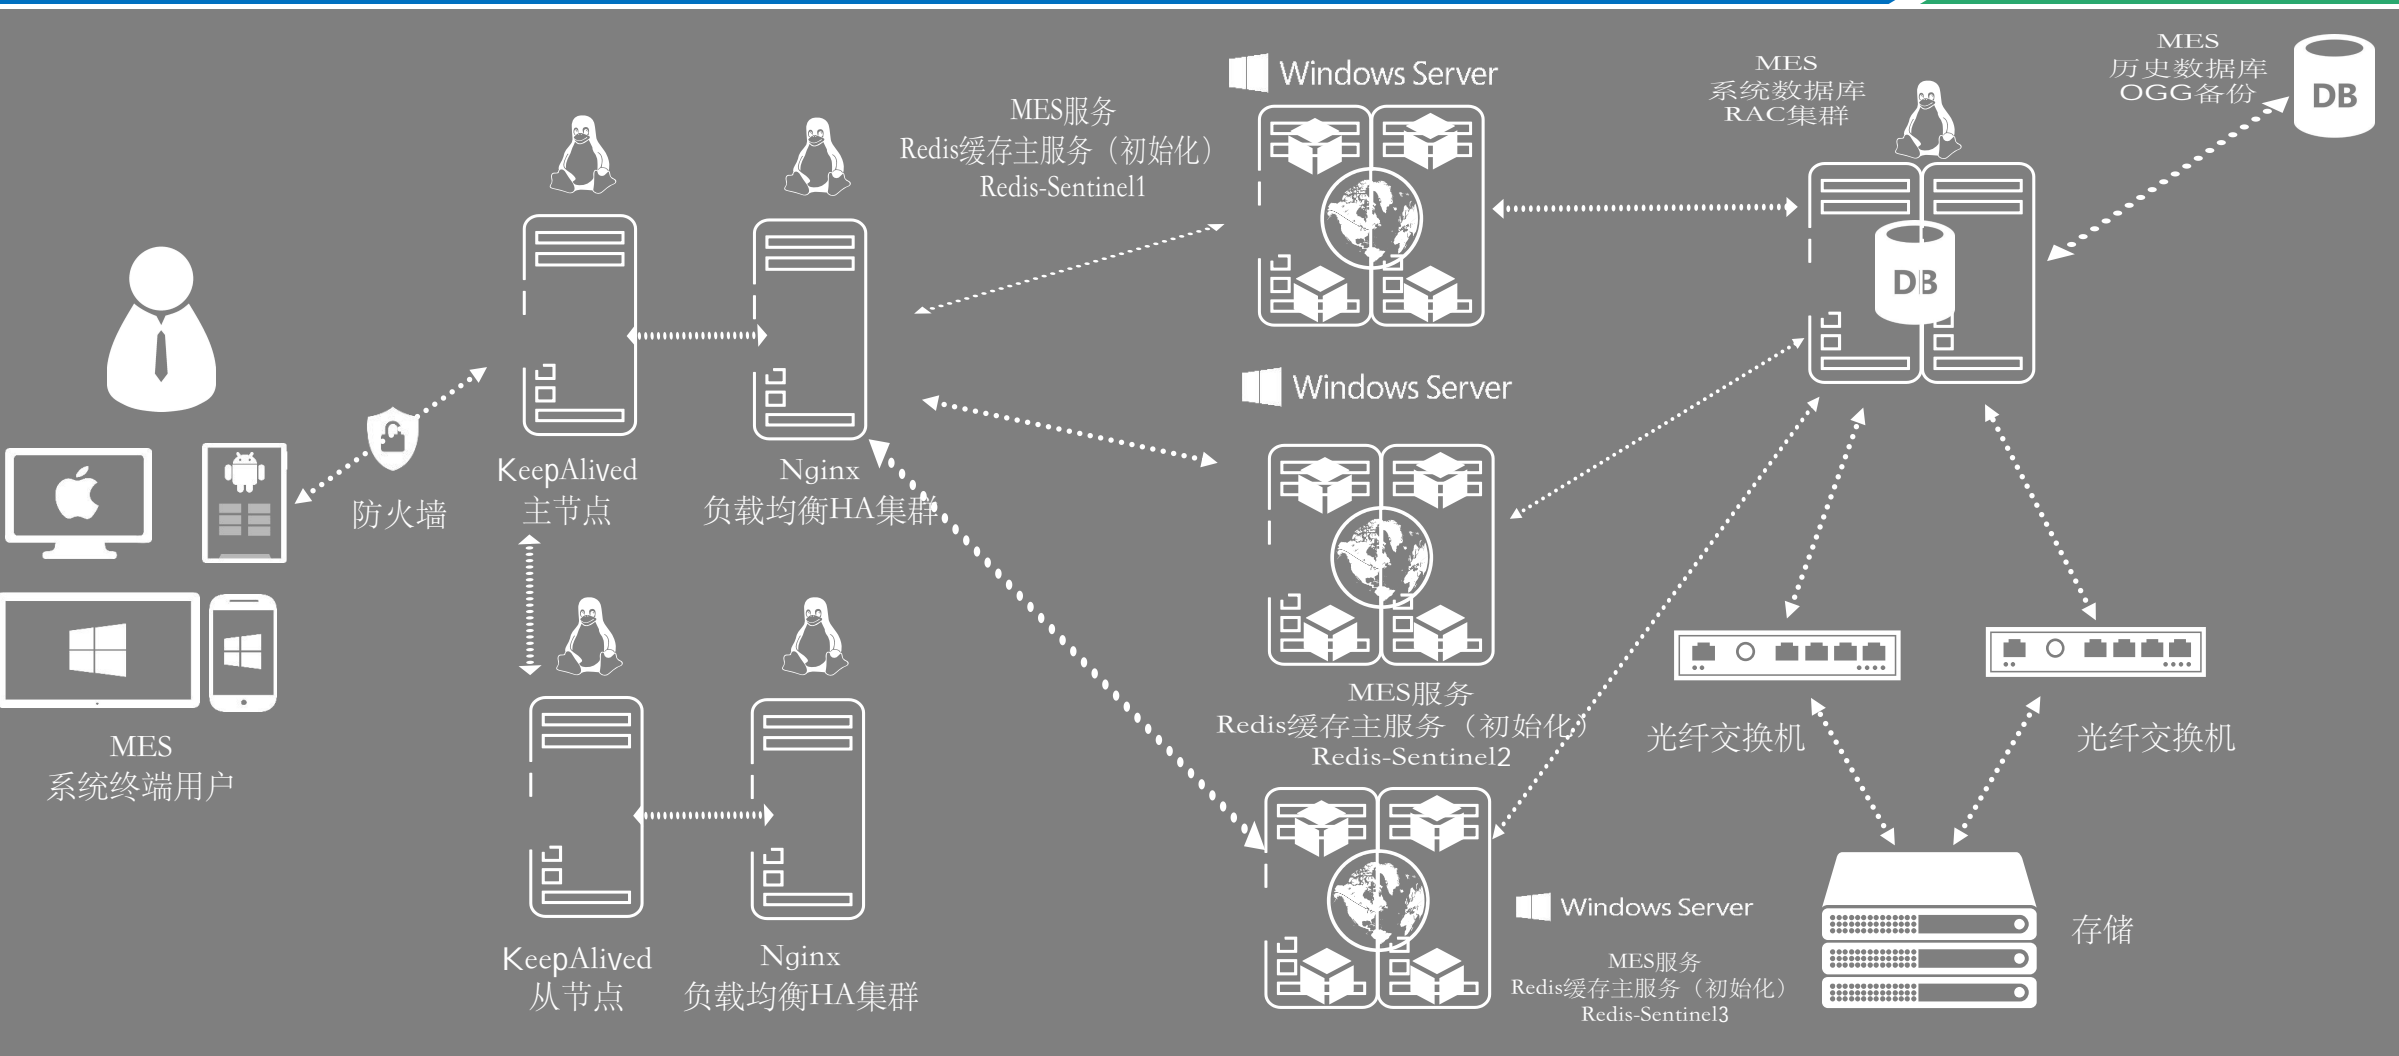 MES
系统终端用户
防火墙
KeepAlived
主节点
Nginx
负载均衡HA集群
KeepAlived
从节点
Nginx
负载均衡HA集群
MES服务
Redis缓存主服务（初始化）
Redis-Sentinel1
Windows Server
Windows Server
MES服务
Redis缓存主服务（初始化）
Redis-Sentinel2
Windows Server
MES服务
Redis缓存主服务（初始化）
Redis-Sentinel3
MES
系统数据库
RAC集群
DB
MES
历史数据库
OGG备份
DB
光纤交换机
光纤交换机
存储